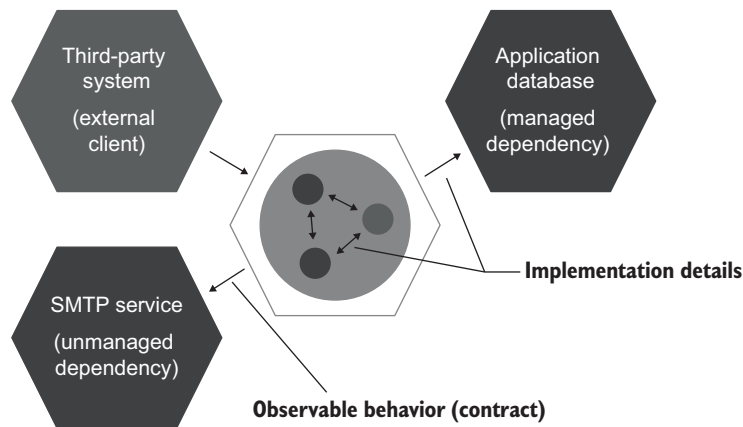 Third-party
system
(external
client)
Application
database
(managed
dependency)
Implementation details
SMTP service
(unmanaged
dependency)
Observable behavior (contract)